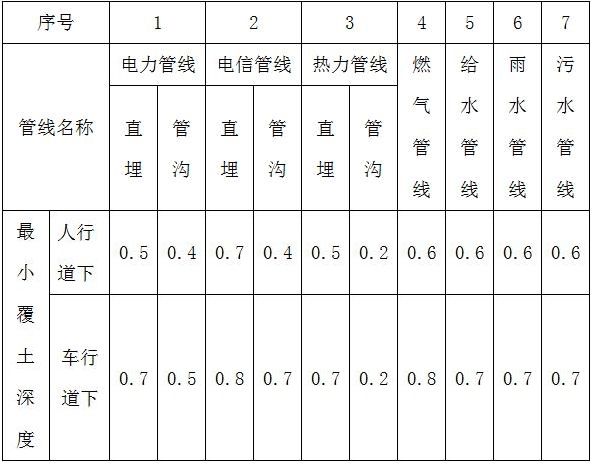 序号 1 2 3 4 5 6 7
管线名称 电力管线 电信管线 热力管线 燃气管线 给水管线 雨水管线 污水管线
直埋 管沟 直埋 管沟 直埋 管沟
最小覆土深度 人行道下 0.5 0.4 0.7 0.4 0.5 0.2 0.6 0.6 0.6 0.6
车行道下 0.7 0.5 0.8 0.7 0.7 0.2 0.8 0.7 0.7 0.7